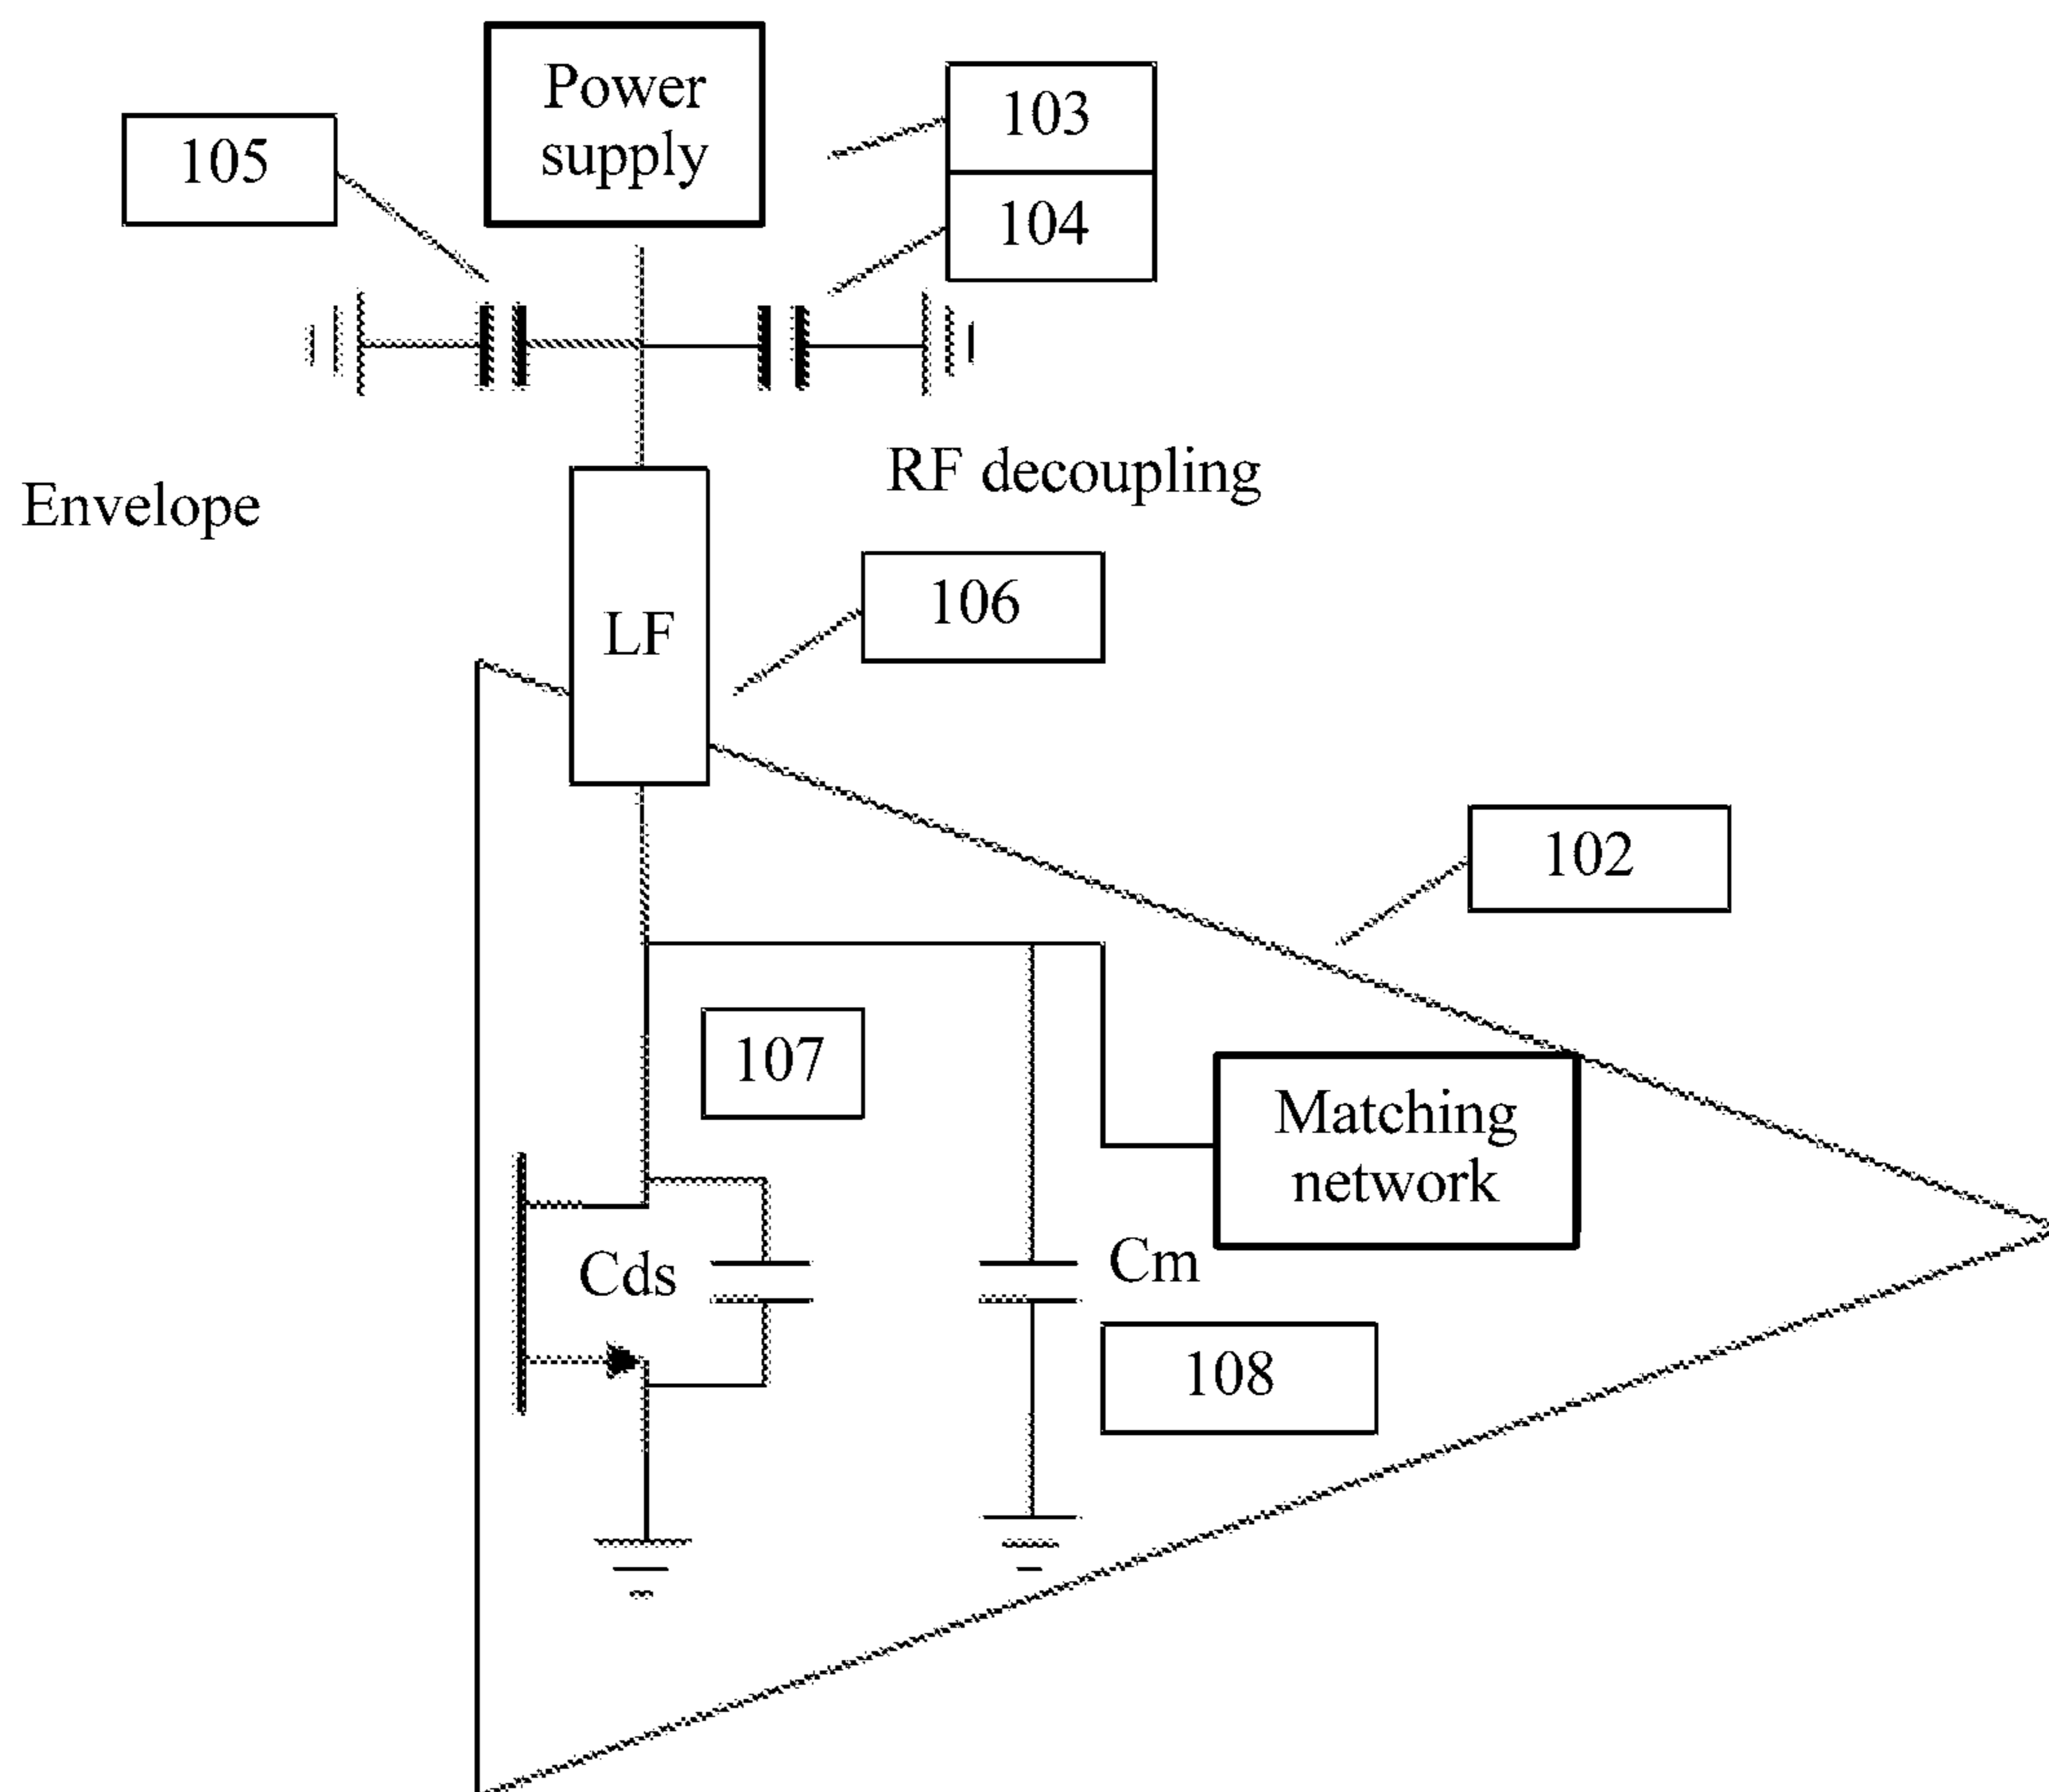 Power
supply
103
105
104
RF decoupling
Envelope
106
LF
102
107
Matching
network
Cds
Cm
108